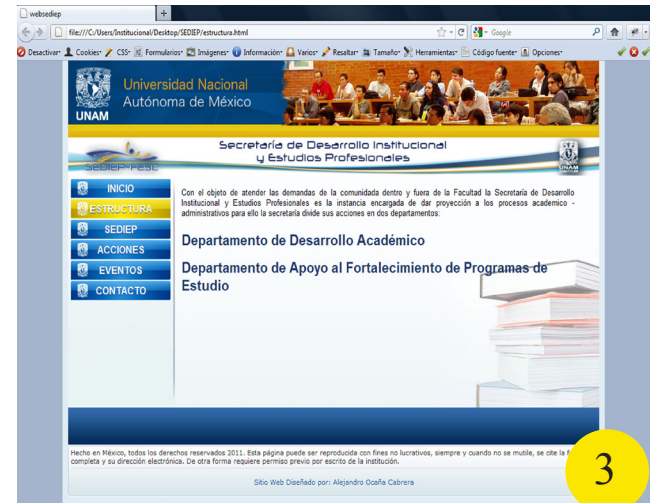 websediep
+
file:///C:/Users/Institucional/Desktop/SEDIEP/estructura.html
Google
Desactivar Cookies CSS Formularios Imágenes Información Varios Resaltar Tamaño Herramientas Código fuente Opciones
UNAM
Universidad Nacional
Autónoma de México
SEDIEP-FESC
Secretaría de Desarrollo Institucional
y Estudios Profesionales
UNAM
INICIO
ESTRUCTURA
SEDIEP
ACCIONES
EVENTOS
CONTACTO
Con el objeto de atender las demandas de la comunidada dentro y fuera de la Facultad la Secretaría de Desarrollo
Institucional y Estudios Profesionales es la instancia encargada de dar proyección a los procesos academico -
administrativos para ello la secretaría divide sus acciones en dos departamentos:
Departamento de Desarrollo Académico
Departamento de Apoyo al Fortalecimiento de Programas de
Estudio
Hecho en México, todos los derechos reservados 2011. Esta página puede ser reproducida con fines no lucrativos, siempre y cuando no se mutile, se cite la
completa y su dirección electrónica. De otra forma requiere permiso previo por escrito de la institución.
Sitio Web Diseñado por: Alejandro Ocaña Cabrera
3